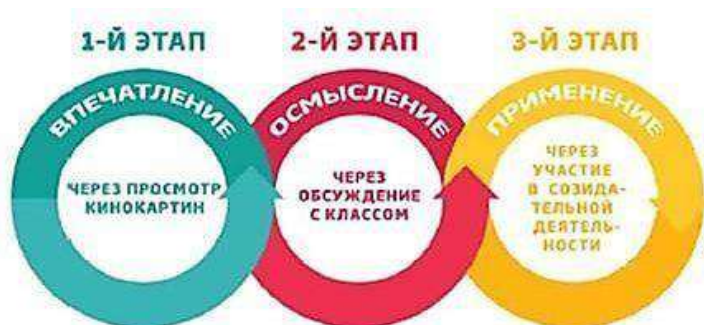 1-Й ЭТАП
2-Й ЭТАП
3-Й ЭТАП
ВПЕЧАТЛЕНИЕ
ОСМЫСЛЕНИЕ
ПРИМЕНЕНИЕ
ЧЕРЕЗ ПРОСМОТР
КИНОКАРТИН
ЧЕРЕЗ
ОБСУЖДЕНИЕ
С КЛАССОМ
ЧЕРЕЗ
УЧАСТИЕ
В СОЗИДА-
ТЕЛЬНОЙ
ДЕЯТЕЛЬ-
НОСТИ